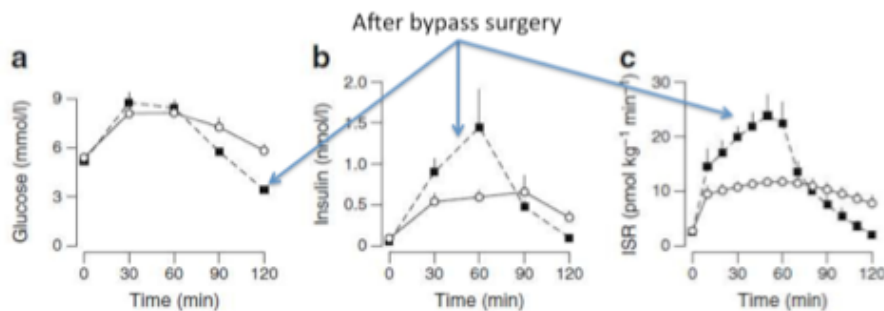 After bypass surgery
a
Glucose (mmol/l)
9
6
3
0
0 30 60 90 120
Time (min)
b
Insulin (nmol/l)
2.0
1.5
1.0
0.5
0
0 30 60 90 120
Time (min)
c
ISR (pmol kg⁻¹ min⁻¹)
30
20
10
0
0 30 60 90 120
Time (min)